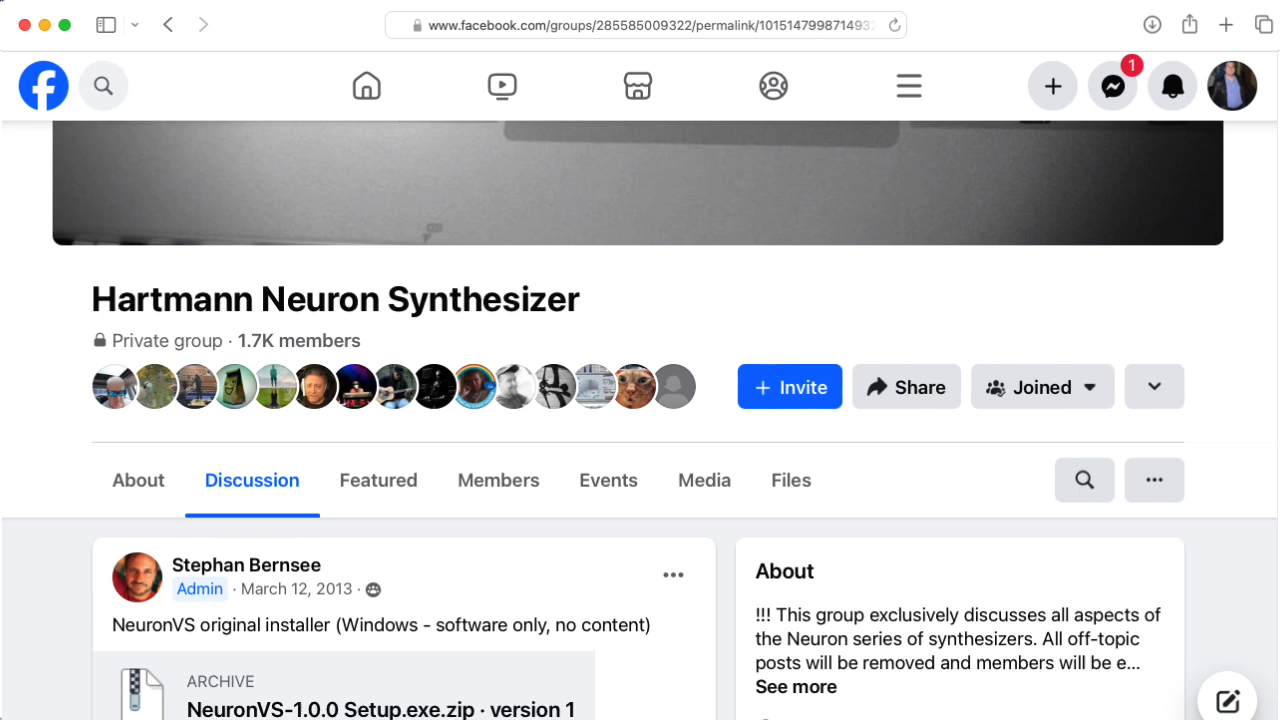 www.facebook.com/groups/285585009322/permalink/1015147998714932
1
Hartmann Neuron Synthesizer
Private group · 1.7K members
+ Invite
Share
Joined
About
Discussion
Featured
Members
Events
Media
Files
Stephan Bernsee
Admin · March 12, 2013 ·
NeuronVS original installer (Windows - software only, no content)
ARCHIVE
NeuronVS-1.0.0 Setup.exe.zip · version 1
About
!!! This group exclusively discusses all aspects of
the Neuron series of synthesizers. All off-topic
posts will be removed and members will be e...
See more